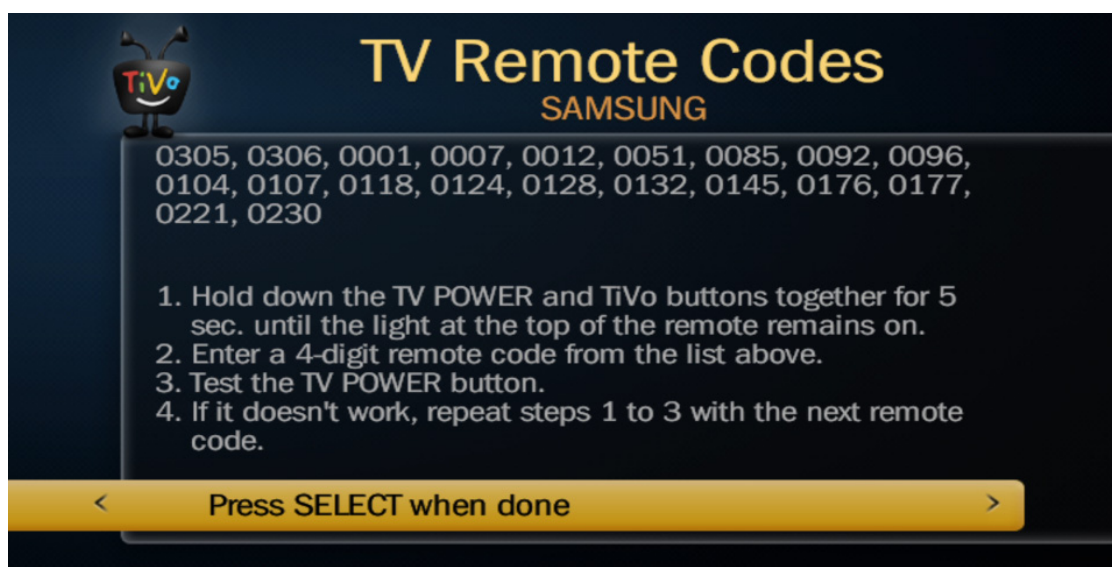 TiVo
TV Remote Codes
SAMSUNG
0305, 0306, 0001, 0007, 0012, 0051, 0085, 0092, 0096,
0104, 0107, 0118, 0124, 0128, 0132, 0145, 0176, 0177,
0221, 0230
1. Hold down the TV POWER and TiVo buttons together for 5
sec. until the light at the top of the remote remains on.
2. Enter a 4-digit remote code from the list above.
3. Test the TV POWER button.
4. If it doesn't work, repeat steps 1 to 3 with the next remote
code.
< Press SELECT when done >